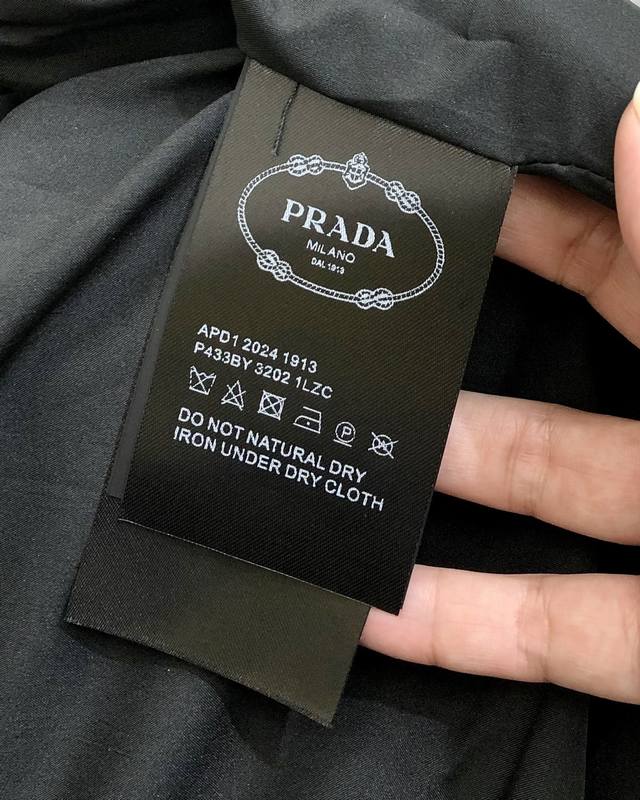 PRADA
MILANO
DAL 1913
APD1 2024 1913
P433BY 3202 1LZC
DO NOT NATURAL DRY
IRON UNDER DRY CLOTH